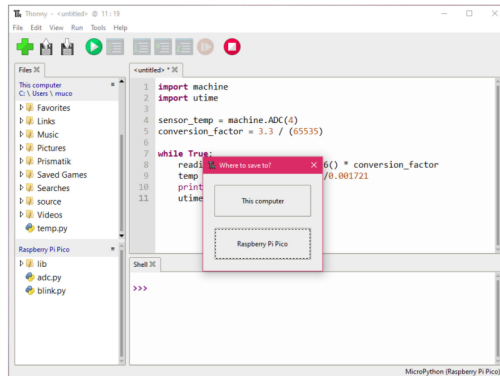 Thonny - <untitled> @ 11:19
File Edit View Run Tools Help
Files
This computer
C:\ Users \ muco
Favorites
Links
Music
Pictures
Prismatik
Saved Games
Searches
source
Videos
temp.py
Raspberry Pi Pico
lib
adc.py
blink.py
<untitled> *
1 import machine
2 import utime
3
4 sensor_temp = machine.ADC(4)
5 conversion_factor = 3.3 / (65535)
6
7 while True:
8 readi 6() * conversion_factor
9 temp /0.001721
10 print
11 utime
Where to save to?
This computer
Raspberry Pi Pico
Shell
>>>
MicroPython (Raspberry Pi Pico)